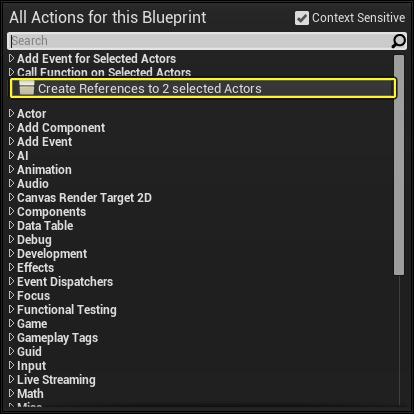 All Actions for this Blueprint
Context Sensitive
Search
Add Event for Selected Actors
Call Function on Selected Actors
Create References to 2 selected Actors
Actor
Add Component
Add Event
AI
Animation
Audio
Canvas Render Target 2D
Components
Data Table
Debug
Development
Effects
Event Dispatchers
Focus
Functional Testing
Game
Gameplay Tags
Guid
Input
Live Streaming
Math